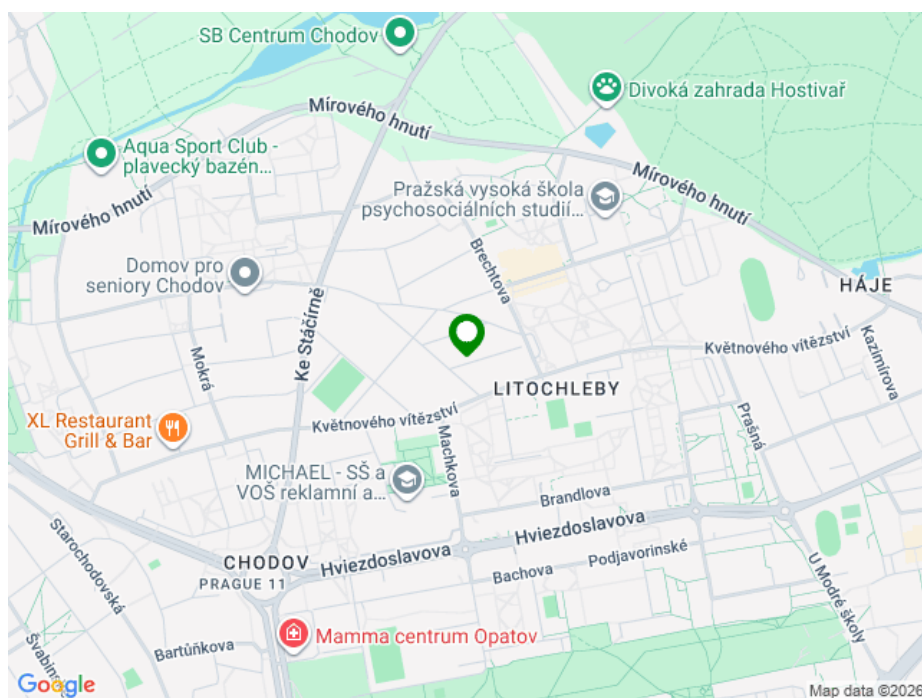 SB Centrum Chodov
Divoká zahrada Hostivař
Mírového hnutí
Aqua Sport Club -
plavecký bazén...
Mírového hnutí
Pražská vysoká škola
psychosociálních studií...
Mírového hnutí
Domov pro
seniory Chodov
Brechtova
HÁJE
Ke Stáčírně
Květnového vítězství
Kazimírova
Mokrá
LITOCHLEBY
XL Restaurant
Grill & Bar
Květnového vítězství
Prašná
Machkova
MICHAEL - SŠ a
VOŠ reklamní a...
Brandlova
Hviezdoslavova
Starochodovská
CHODOV
PRAGUE 11
Hviezdoslavova
Podjavorinské
Bachova
U Modré školy
Mamma centrum Opatov
Bartůňkova
Google
Map data ©2026